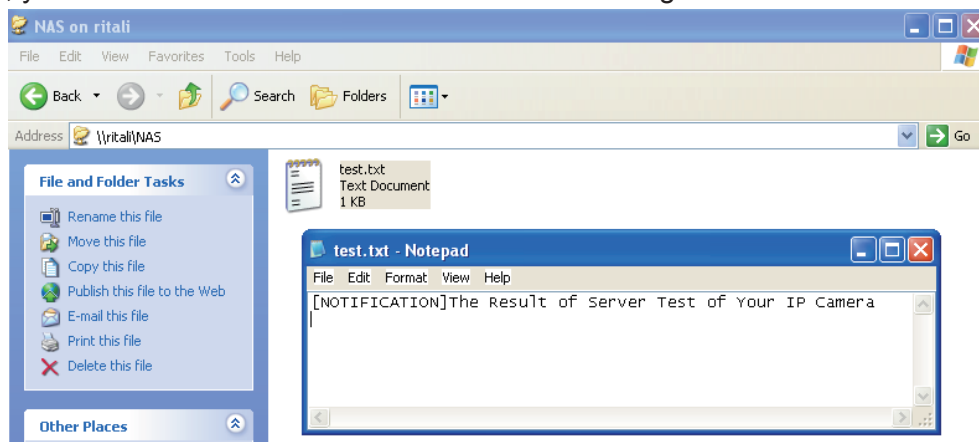 NAS on ritali
File Edit View Favorites Tools Help
Back Search Folders
Address \\ritali\NAS Go
File and Folder Tasks
Rename this file
Move this file
Copy this file
Publish this file to the Web
E-mail this file
Print this file
Delete this file
Other Places
test.txt
Text Document
1 KB
test.txt - Notepad
File Edit Format View Help
[NOTIFICATION]The Result of Server Test of Your IP Camera